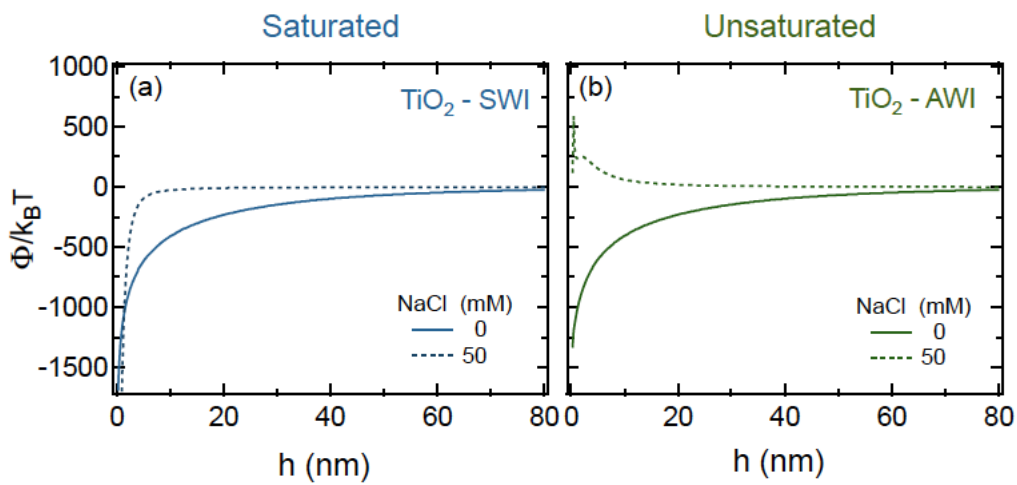 Saturated
Unsaturated
(a)
TiO₂ - SWI
(b)
TiO₂ - AWI
Φ/k_BT
1000
500
0
-500
-1000
-1500
NaCl (mM)
0
50
NaCl (mM)
0
50
0 20 40 60 80
0 20 40 60 80
h (nm)
h (nm)